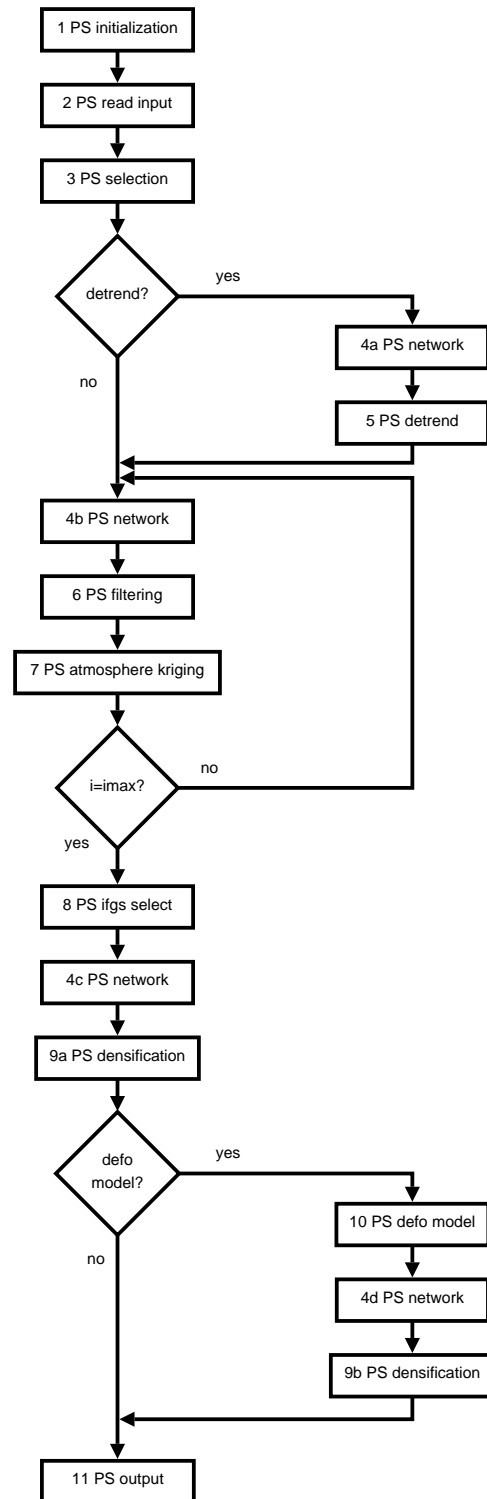 1 PS initialization
2 PS read input
3 PS selection
detrend?
yes
4a PS network
no
5 PS detrend
4b PS network
6 PS filtering
7 PS atmosphere kriging
i=imax?
no
yes
8 PS ifgs select
4c PS network
9a PS densification
defo
model?
yes
10 PS defo model
no
4d PS network
9b PS densification
11 PS output